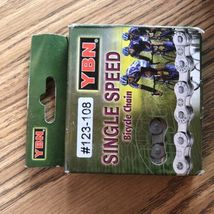 YBN
SINGLE SPEED
Bicycle Chain
#123-108
YBN